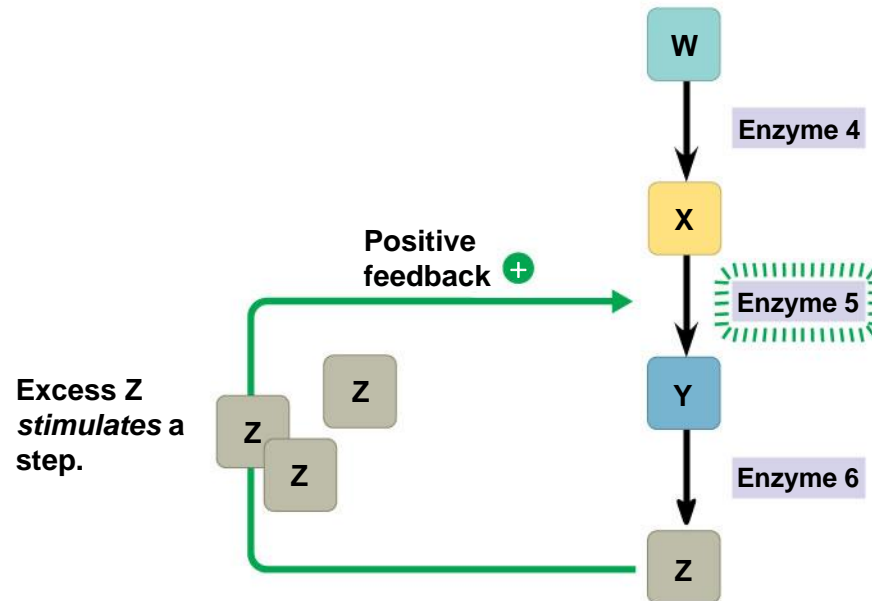 W
Enzyme 4
X
Positive
feedback +
Enzyme 5
Excess Z
stimulates a
step.
Z
Z
Z
Y
Enzyme 6
Z